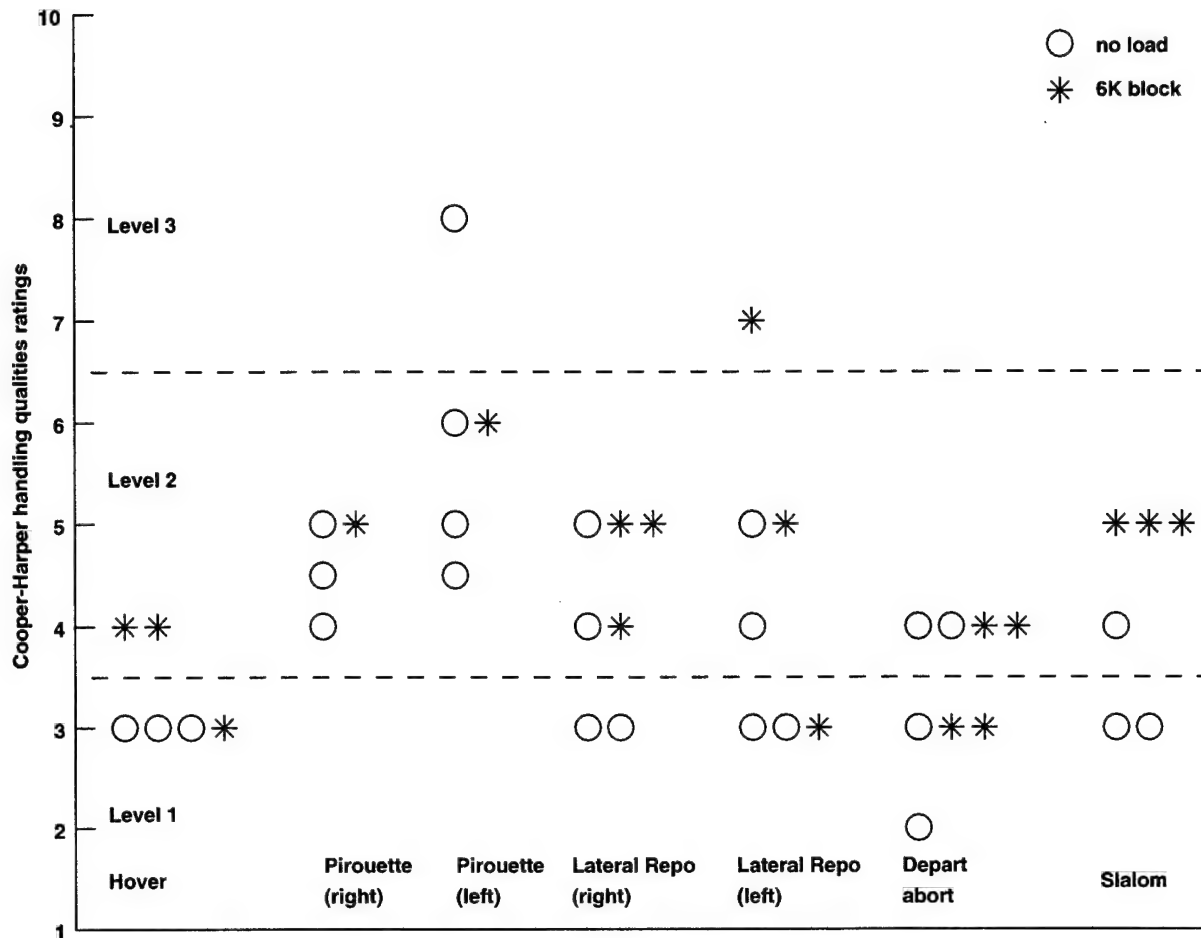 10
no load
6K block
9
8
Level 3
7
6
Level 2
5
4
3
Level 1
2
1
Cooper-Harper handling qualities ratings
Hover
Pirouette
(right)
Pirouette
(left)
Lateral Repo
(right)
Lateral Repo
(left)
Depart
abort
Slalom